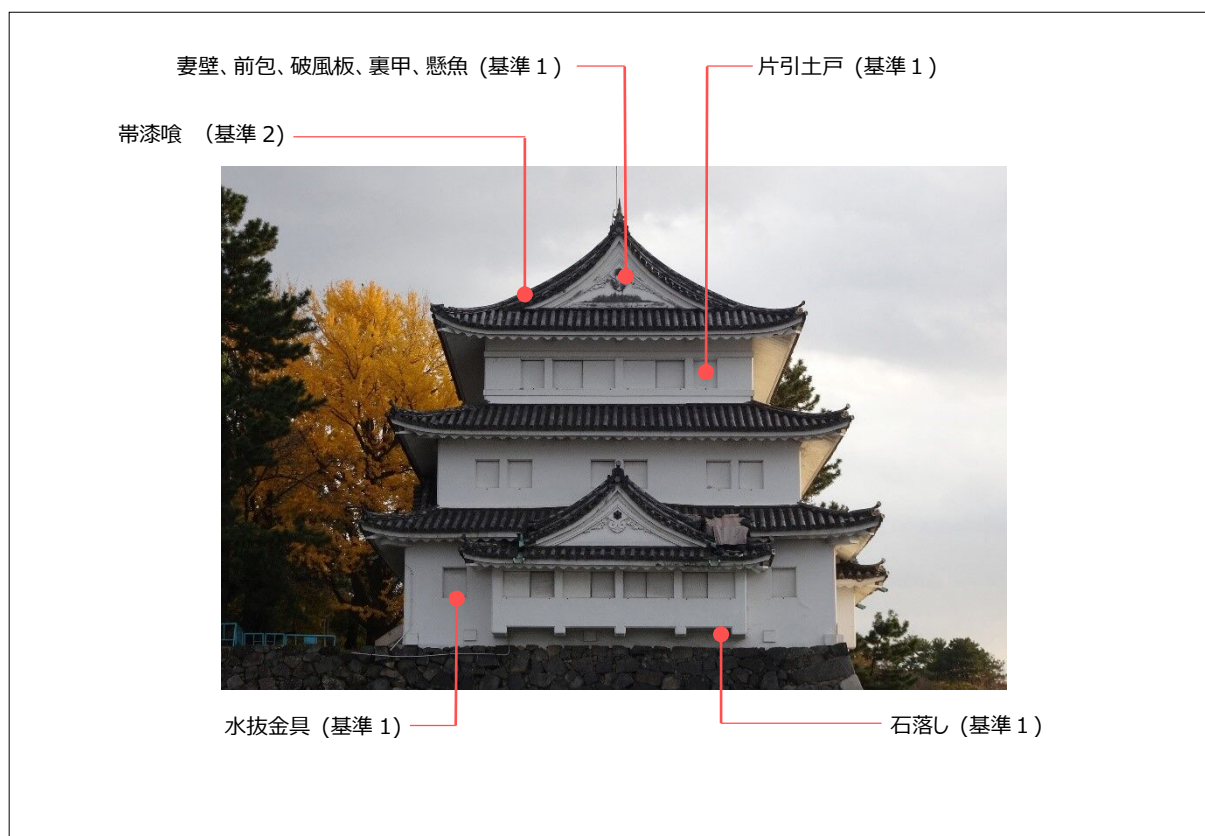 妻壁、前包、破風板、裏甲、懸魚 (基準１)
片引土戸 (基準１)
帯漆喰　（基準 2)
水抜金具 (基準 1)
石落し (基準１)